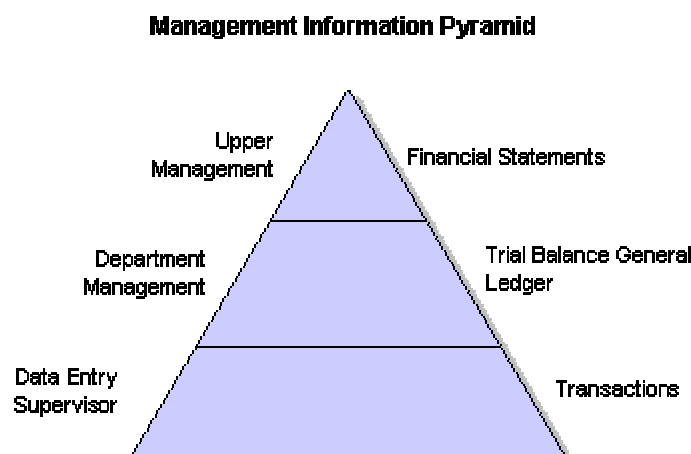 Management Information Pyramid
Upper
Management
Financial Statements
Department
Management
Trial Balance General
Ledger
Data Entry
Supervisor
Transactions